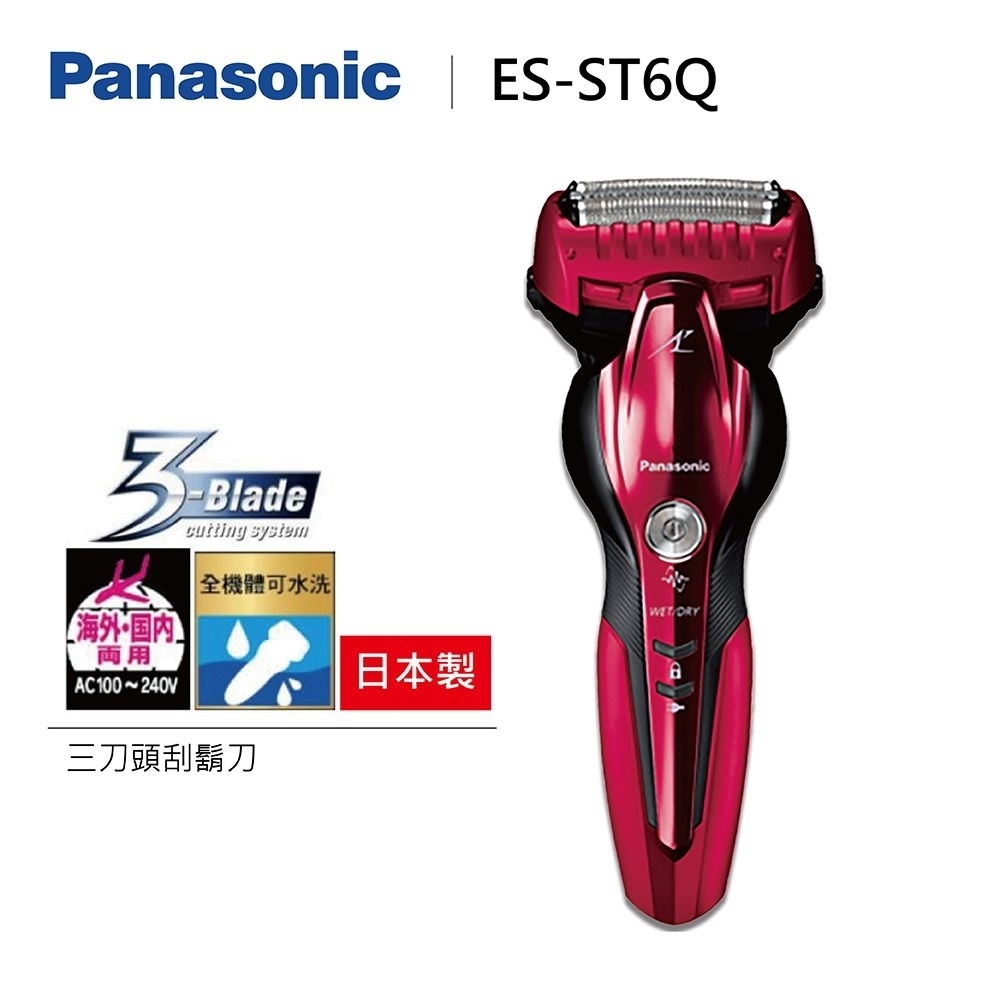 Panasonic
ES-ST6Q
Panasonic
WET/DRY
3-Blade
cutting system
海外・国内
両用
AC100～240V
全機體可水洗
日本製
三刀頭刮鬍刀